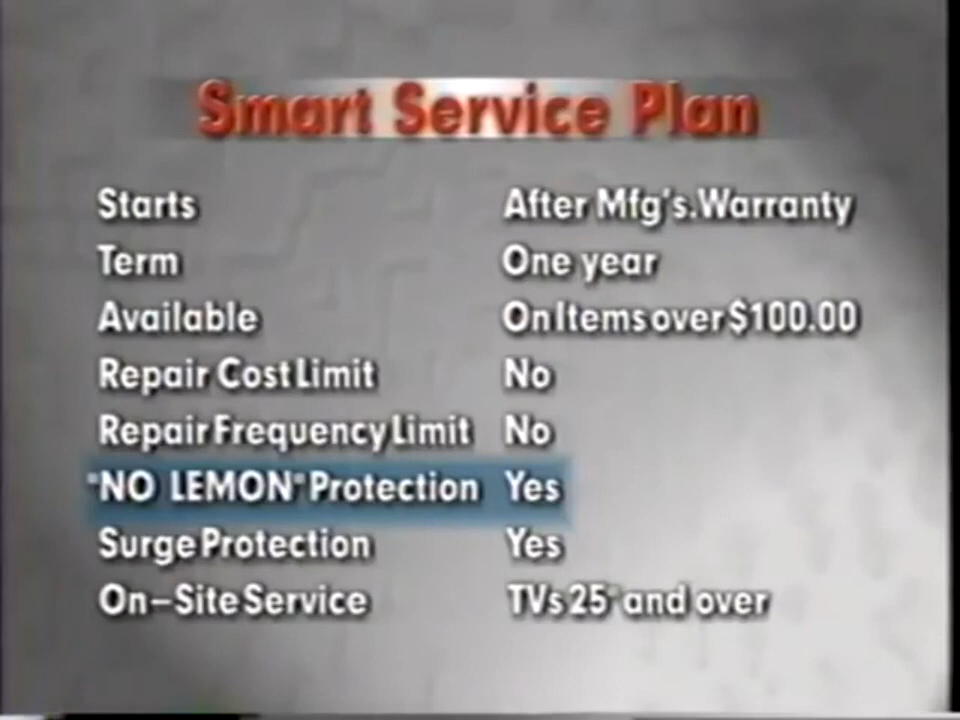 Smart Service Plan
Starts After Mfg's. Warranty
Term One year
Available On Items over $100.00
Repair Cost Limit No
Repair Frequency Limit No
"NO LEMON" Protection Yes
Surge Protection Yes
On-Site Service TVs 25" and over